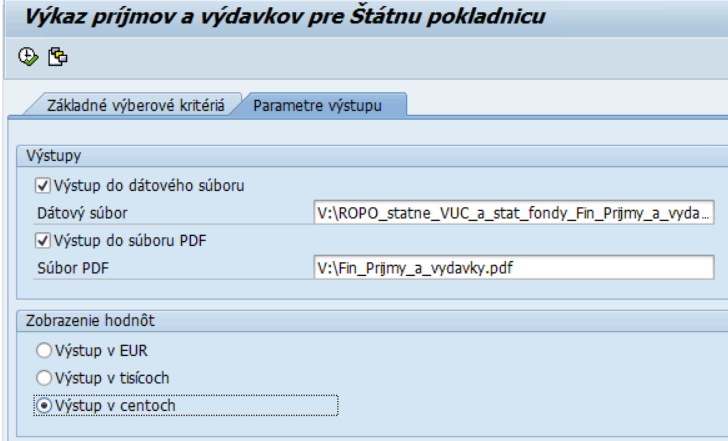 Výkaz príjmov a výdavkov pre Štátnu pokladnicu
Základné výberové kritériá Parametre výstupu
Výstupy
Výstup do dátového súboru
Dátový súbor V:\ROPO_statne_VUC_a_stat_fondy_Fin_Prijmy_a_vyda…
Výstup do súboru PDF
Súbor PDF V:\Fin_Prijmy_a_vydavky.pdf
Zobrazenie hodnôt
Výstup v EUR
Výstup v tisícoch
Výstup v centoch